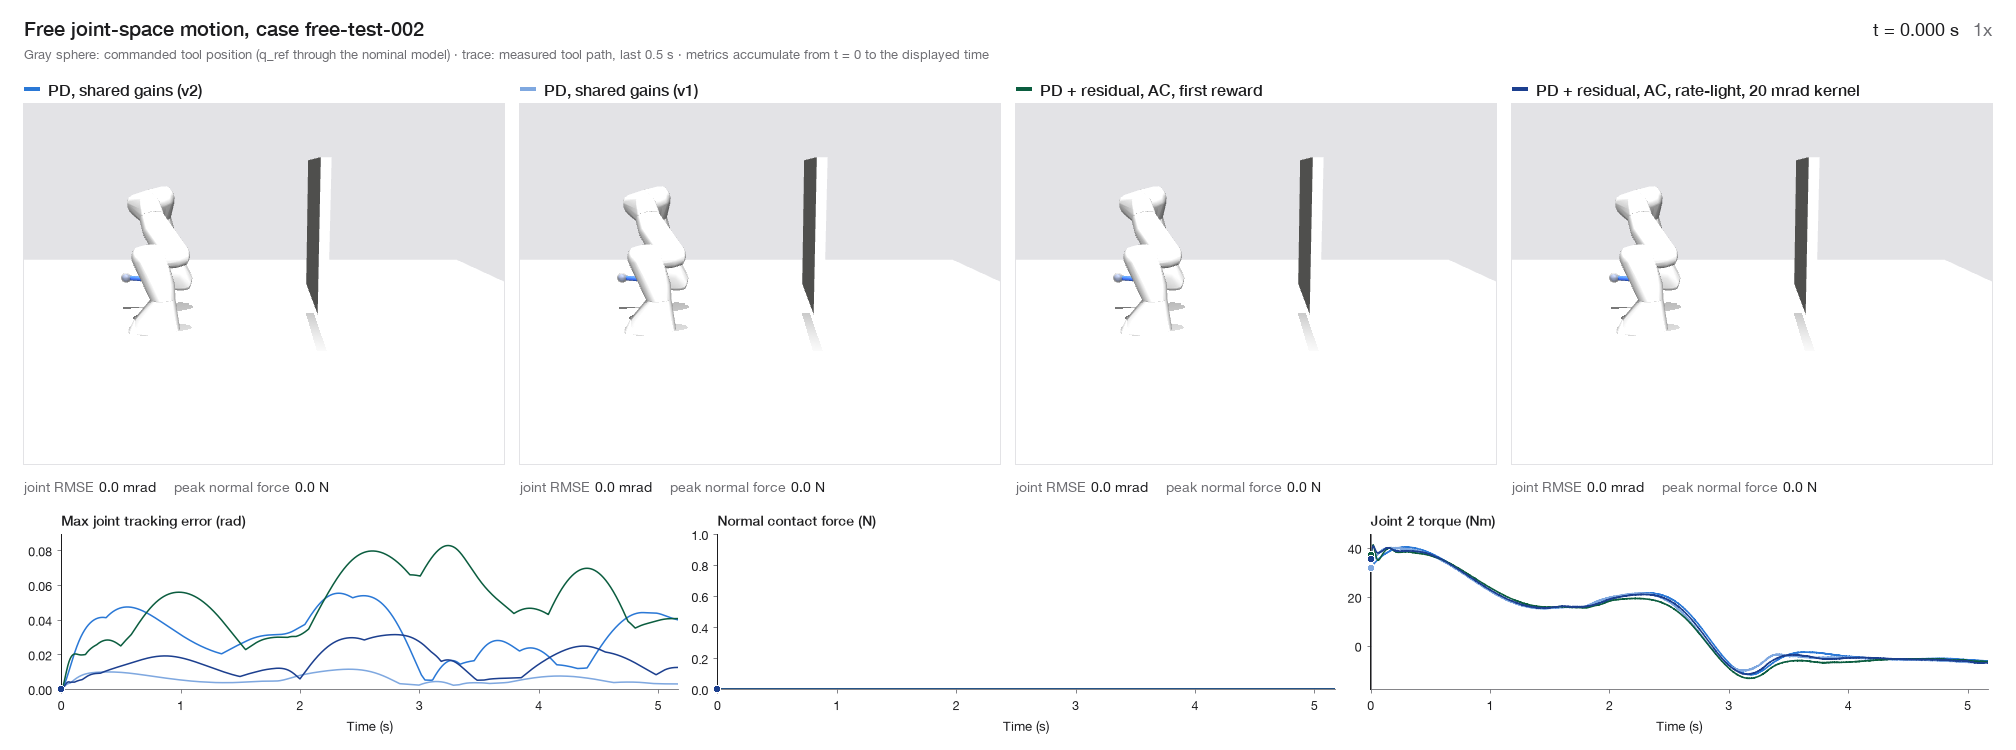 Free joint-space motion, case free-test-002
t = 0.000 s 1x
Gray sphere: commanded tool position (q_ref through the nominal model) · trace: measured tool path, last 0.5 s · metrics accumulate from t = 0 to the displayed time
PD, shared gains (v2)
PD, shared gains (v1)
PD + residual, AC, first reward
PD + residual, AC, rate-light, 20 mrad kernel
joint RMSE 0.0 mrad peak normal force 0.0 N
joint RMSE 0.0 mrad peak normal force 0.0 N
joint RMSE 0.0 mrad peak normal force 0.0 N
joint RMSE 0.0 mrad peak normal force 0.0 N
Max joint tracking error (rad)
0.08
0.06
0.04
0.02
0.00
0 1 2 3 4 5
Time (s)
Normal contact force (N)
1.0
0.8
0.6
0.4
0.2
0.0
0 1 2 3 4 5
Time (s)
Joint 2 torque (Nm)
40
20
0
0 1 2 3 4 5
Time (s)